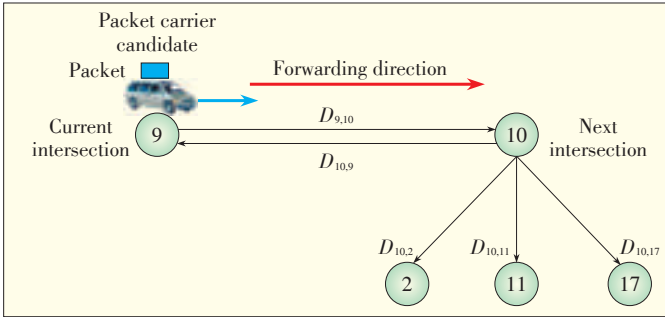 Packet carrier
candidate
Packet
Forwarding direction
Current
intersection
9
D9,10
D10,9
10
Next
intersection
D10,2
D10,11
D10,17
2
11
17